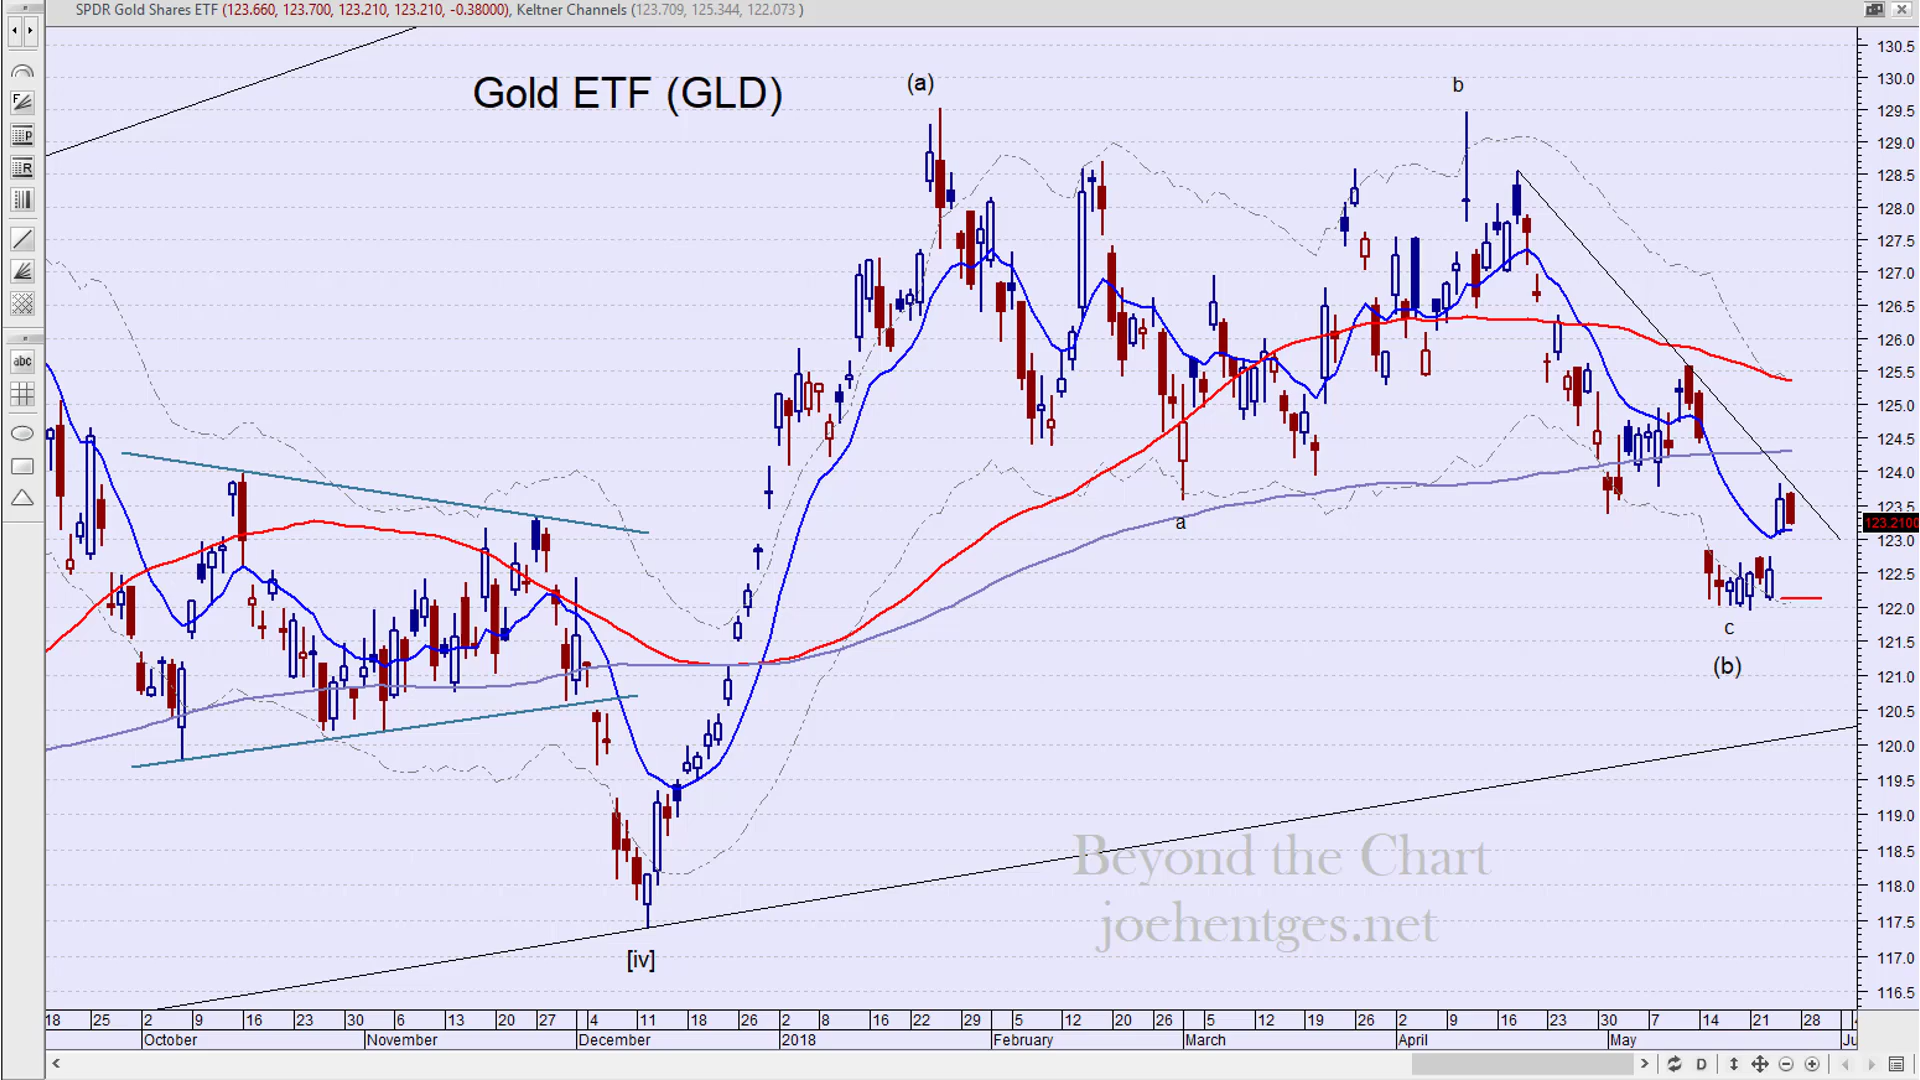 SPDR Gold Shares ETF (123.660, 123.700, 123.210, 123.210, -0.38000), Keltner Channels (123.709, 125.344, 122.073 )
Gold ETF (GLD)
(a)
b
a
c
(b)
[iv]
130.5
130.0
129.5
129.0
128.5
128.0
127.5
127.0
126.5
126.0
125.5
125.0
124.5
124.0
123.5
123.2100
123.0
122.5
122.0
121.5
121.0
120.5
120.0
119.5
119.0
118.5
118.0
117.5
117.0
116.5
F
P
R
abc
Beyond the Chart
joehentges.net
18 25 2 9 16 23 30 6 13 20 27 4 11 18 26 2 8 16 22 29 5 12 20 26 5 12 19 26 2 9 16 23 30 7 14 21 28
October November December 2018 February March April May Ju
D